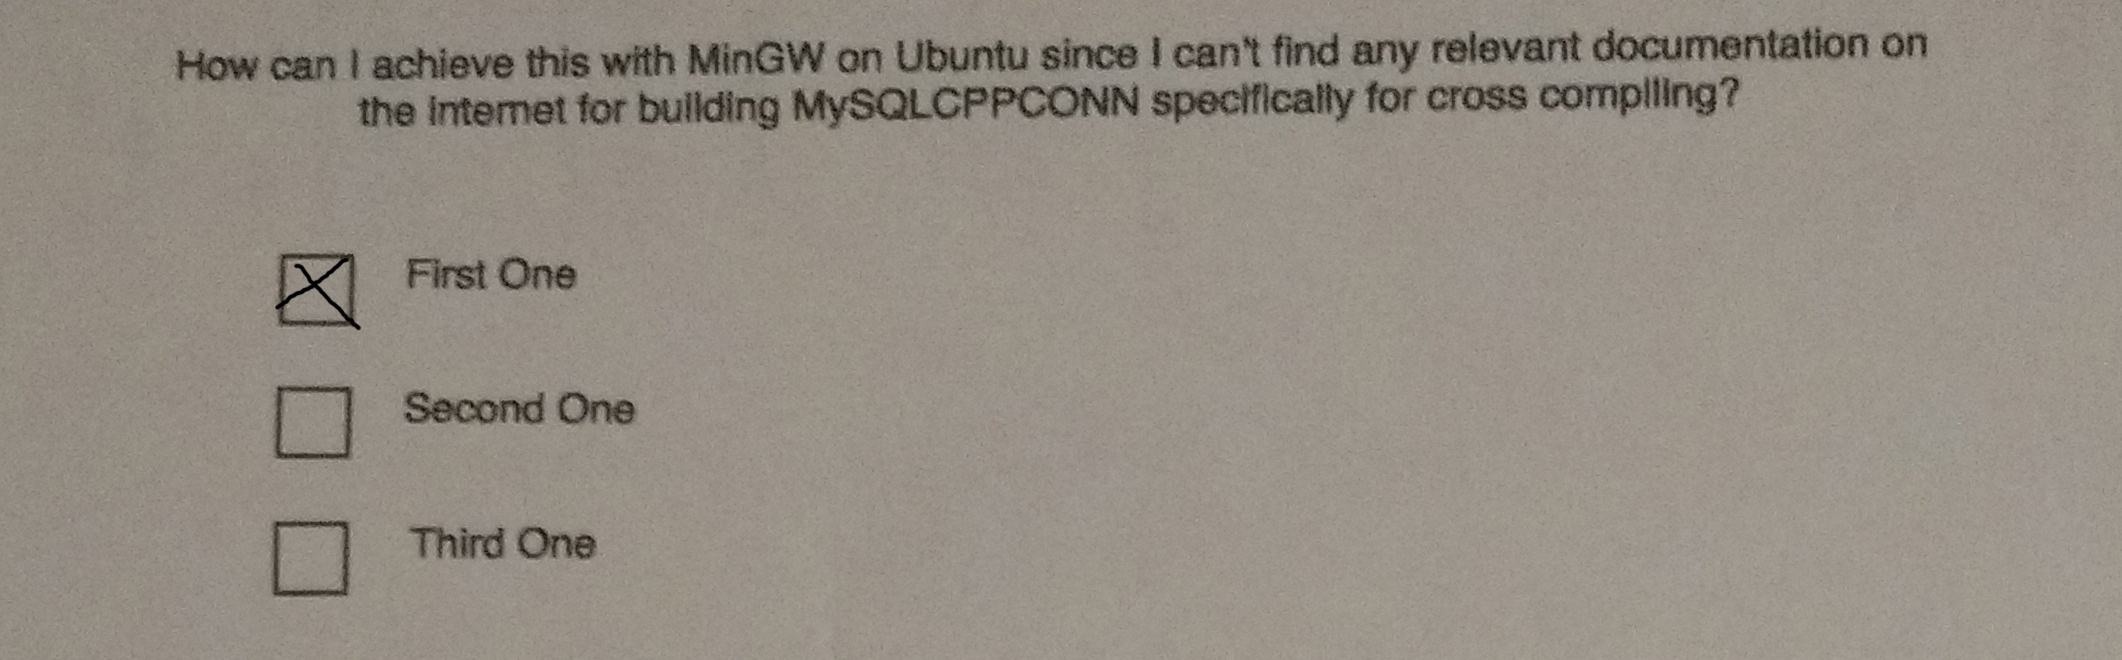 How can I achieve this with MinGW on Ubuntu since I can't find any relevant documentation on
the internet for building MySQLCPPCONN specifically for cross compiling?
First One
Second One
Third One